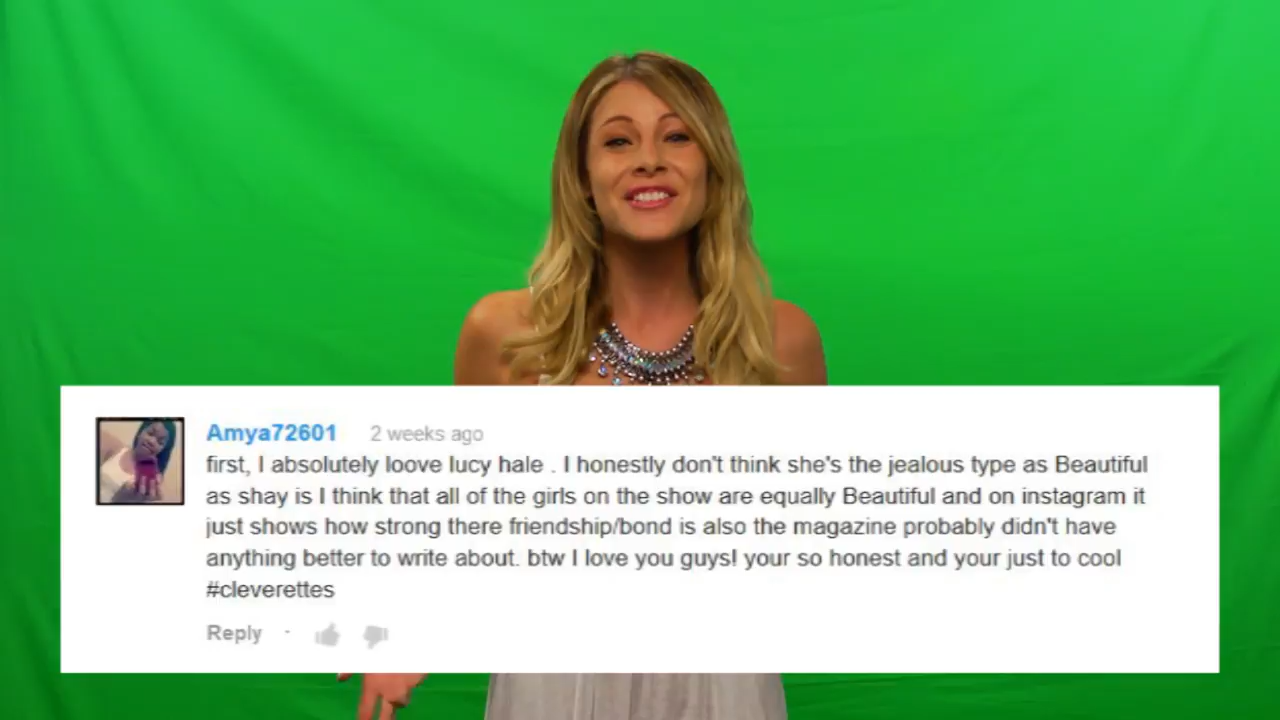 Amya72601 2 weeks ago
first, I absolutely loove lucy hale . I honestly don't think she's the jealous type as Beautiful
as shay is I think that all of the girls on the show are equally Beautiful and on instagram it
just shows how strong there friendship/bond is also the magazine probably didn't have
anything better to write about. btw I love you guys! your so honest and your just to cool
#cleverettes
Reply ·